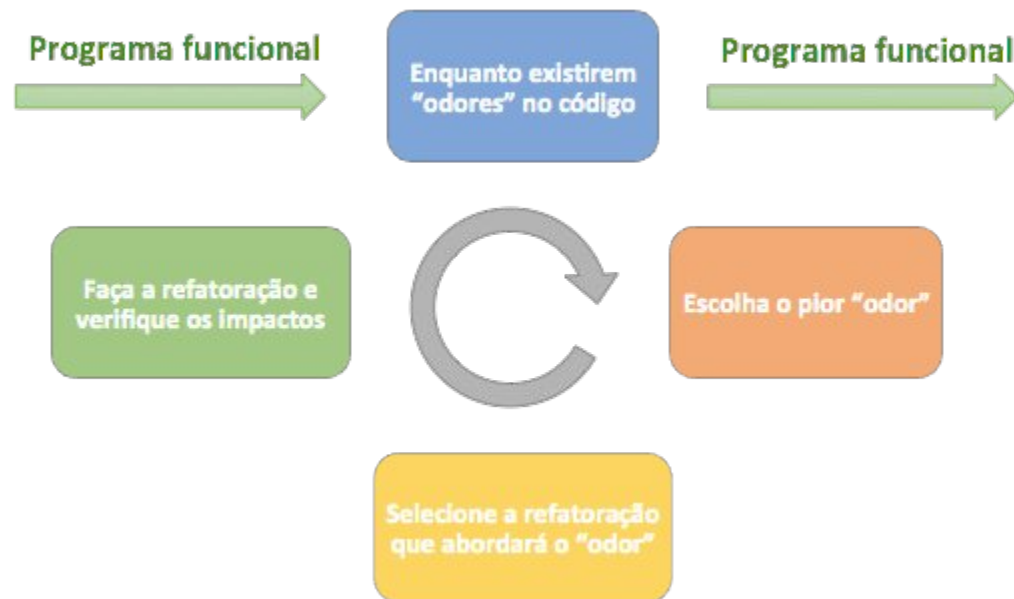 Programa funcional
Enquanto existirem
“odores” no código
Programa funcional
Faça a refatoração e
verifique os impactos
Escolha o pior “odor”
Selecione a refatoração
que abordará o “odor”